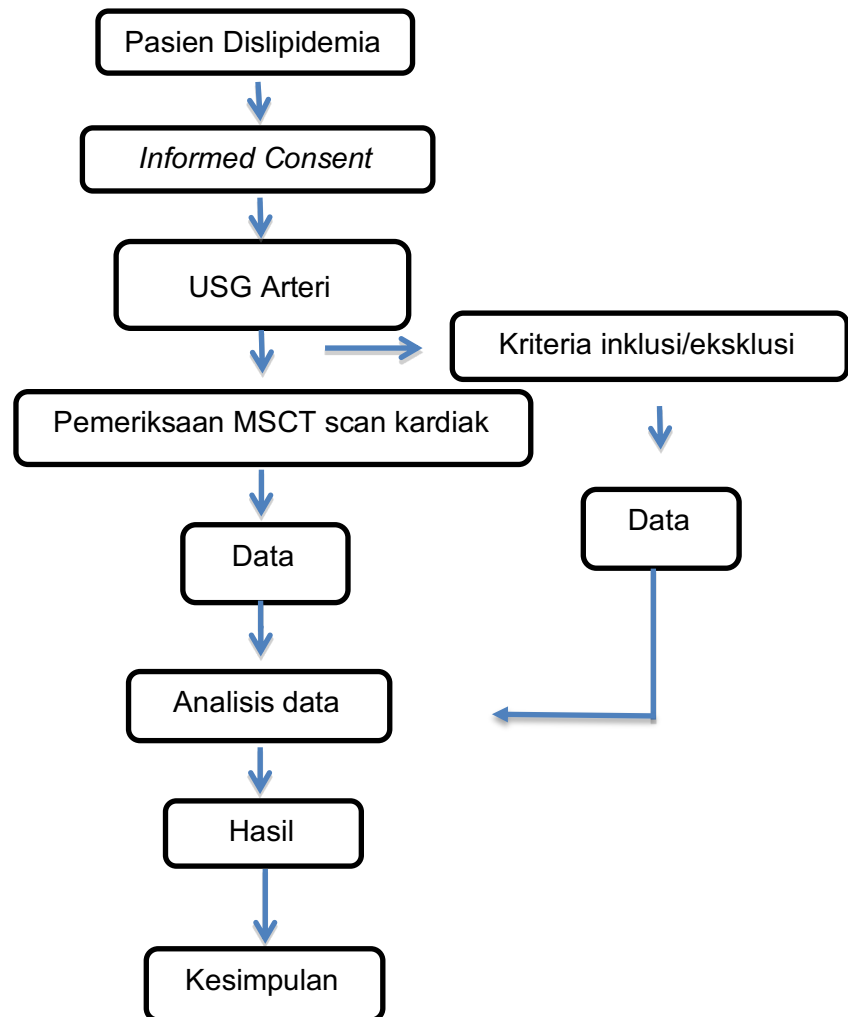 Pasien Dislipidemia
Informed Consent
USG Arteri
Kriteria inklusi/eksklusi
Pemeriksaan MSCT scan kardiak
Data
Data
Analisis data
Hasil
Kesimpulan